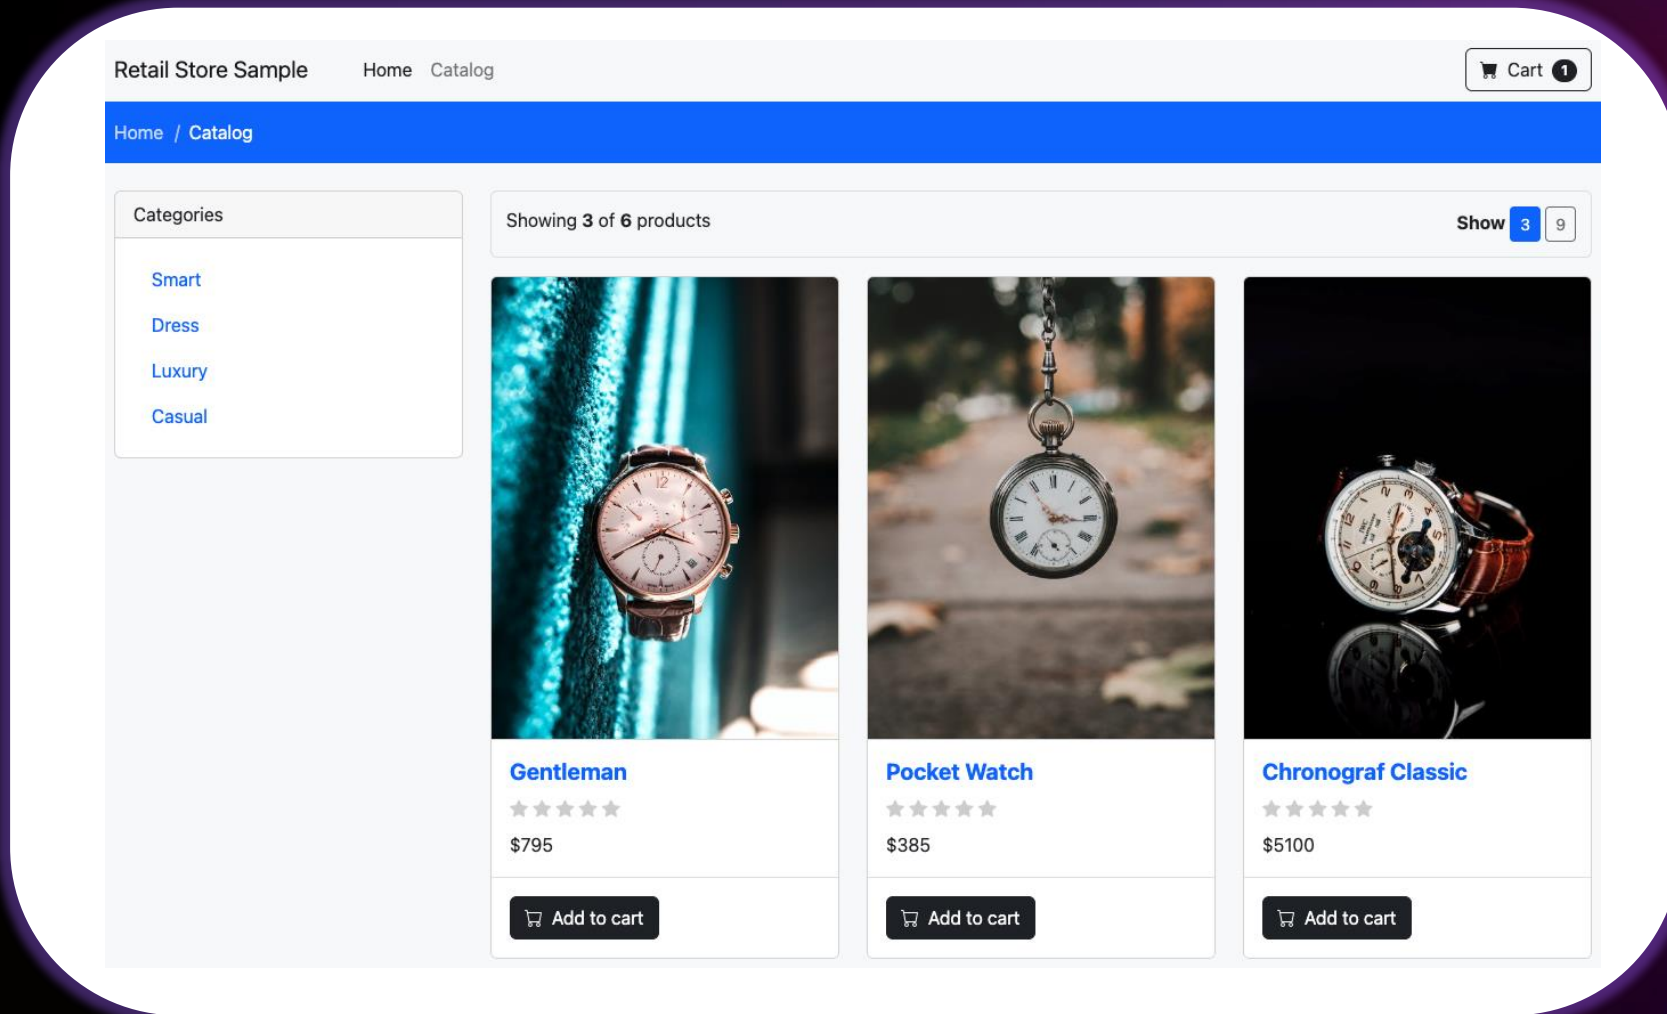 Retail Store Sample Home Catalog Cart 1
Home / Catalog
Categories
Smart
Dress
Luxury
Casual
Showing 3 of 6 products
Show 3 9
Gentleman
$795
Add to cart
Pocket Watch
$385
Add to cart
Chronograf Classic
$5100
Add to cart